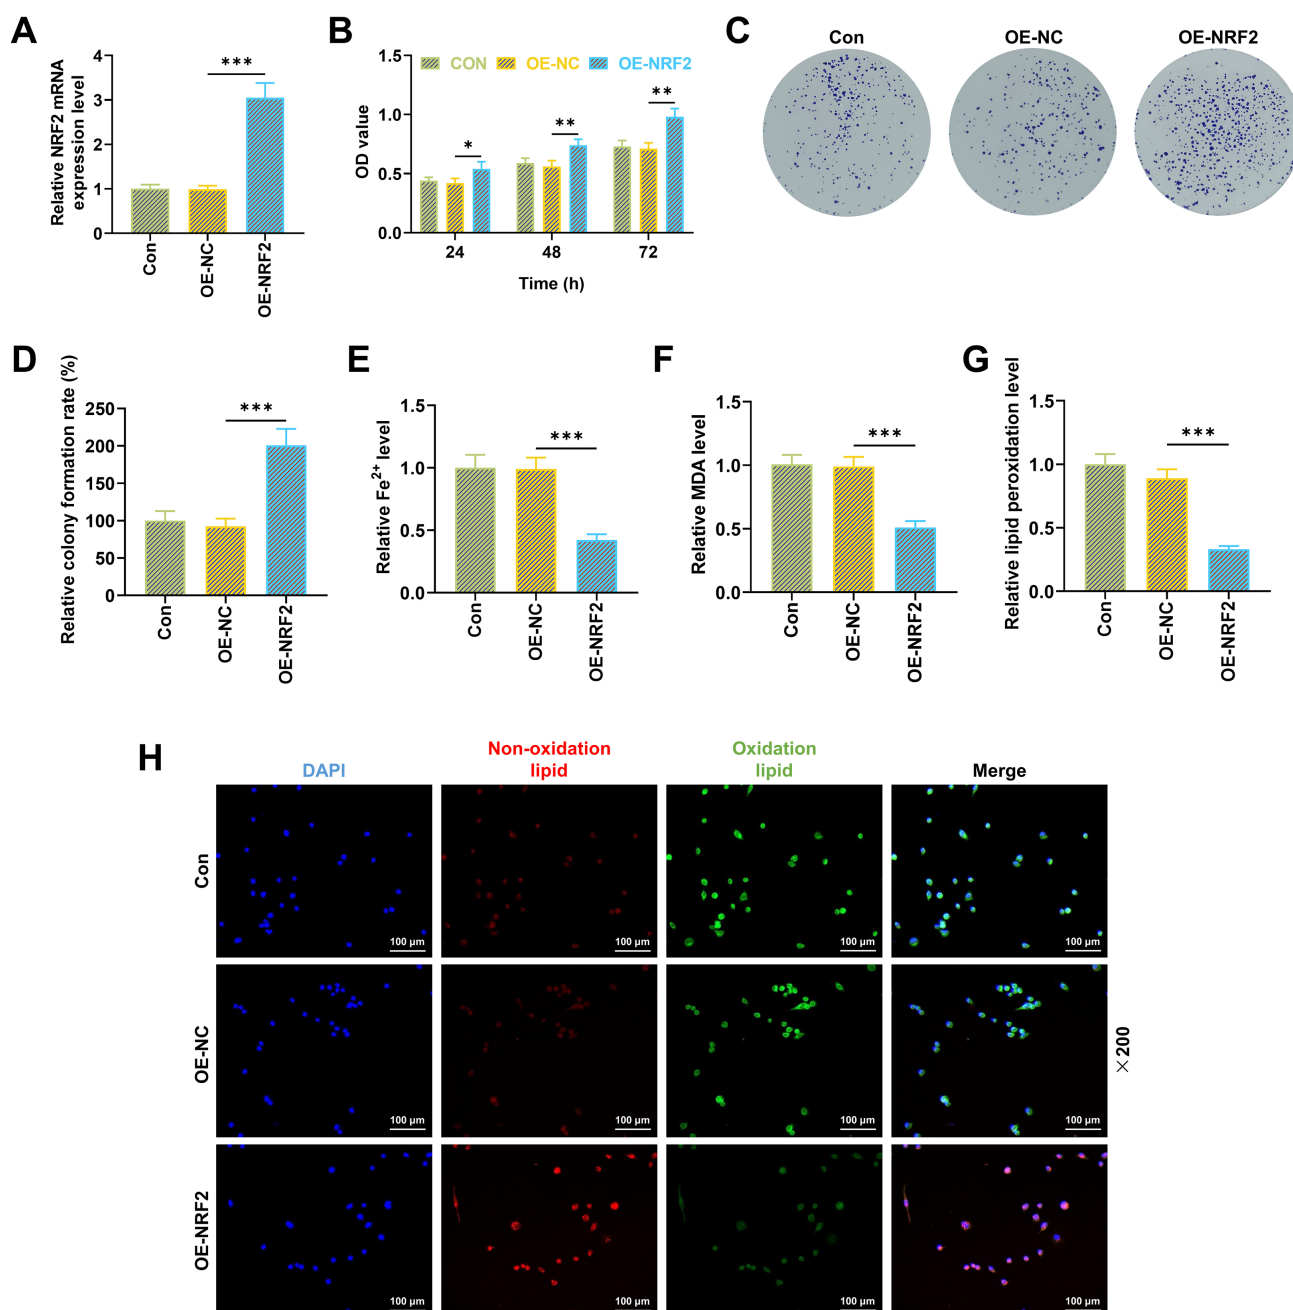 A
Relative NRF2 mRNA
expression level
4
3
2
1
0
***
Con
OE-NC
OE-NRF2
B
OD value
1.5
1.0
0.5
0.0
CON
OE-NC
OE-NRF2
*
**
**
24
48
72
Time (h)
C
Con
OE-NC
OE-NRF2
D
Relative colony formation rate (%)
250
200
150
100
50
0
***
Con
OE-NC
OE-NRF2
E
Relative Fe²⁺ level
1.5
1.0
0.5
0.0
***
Con
OE-NC
OE-NRF2
F
Relative MDA level
1.5
1.0
0.5
0.0
***
Con
OE-NC
OE-NRF2
G
Relative lipid peroxidation level
1.5
1.0
0.5
0.0
***
Con
OE-NC
OE-NRF2
H
DAPI
Non-oxidation
lipid
Oxidation
lipid
Merge
Con
100 μm
100 μm
100 μm
100 μm
OE-NC
100 μm
100 μm
100 μm
100 μm
×200
OE-NRF2
100 μm
100 μm
100 μm
100 μm